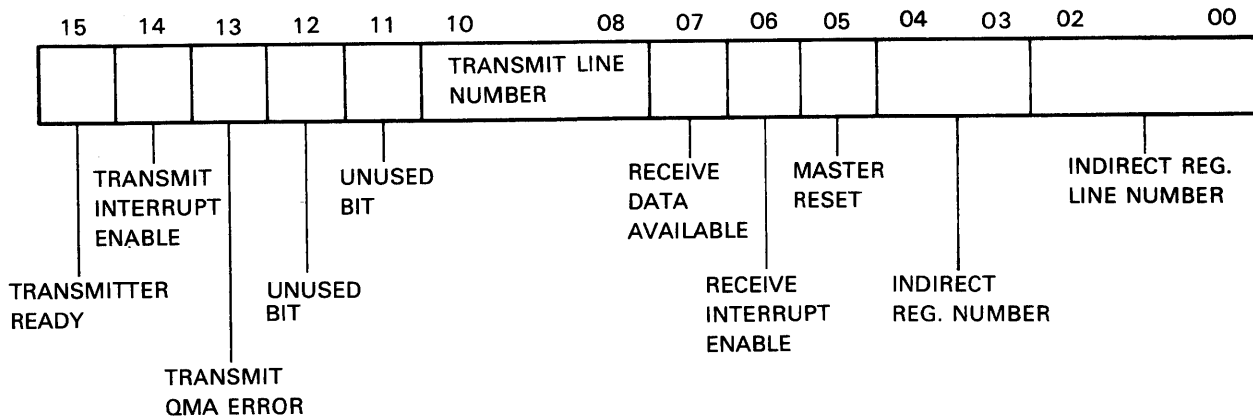 15 14 13 12 11 10 08 07 06 05 04 03 02 00
TRANSMIT LINE
NUMBER
TRANSMIT
INTERRUPT
ENABLE
UNUSED
BIT
RECEIVE
DATA
AVAILABLE
MASTER
RESET
INDIRECT REG.
LINE NUMBER
TRANSMITTER
READY
UNUSED
BIT
RECEIVE
INTERRUPT
ENABLE
INDIRECT
REG. NUMBER
TRANSMIT
QMA ERROR